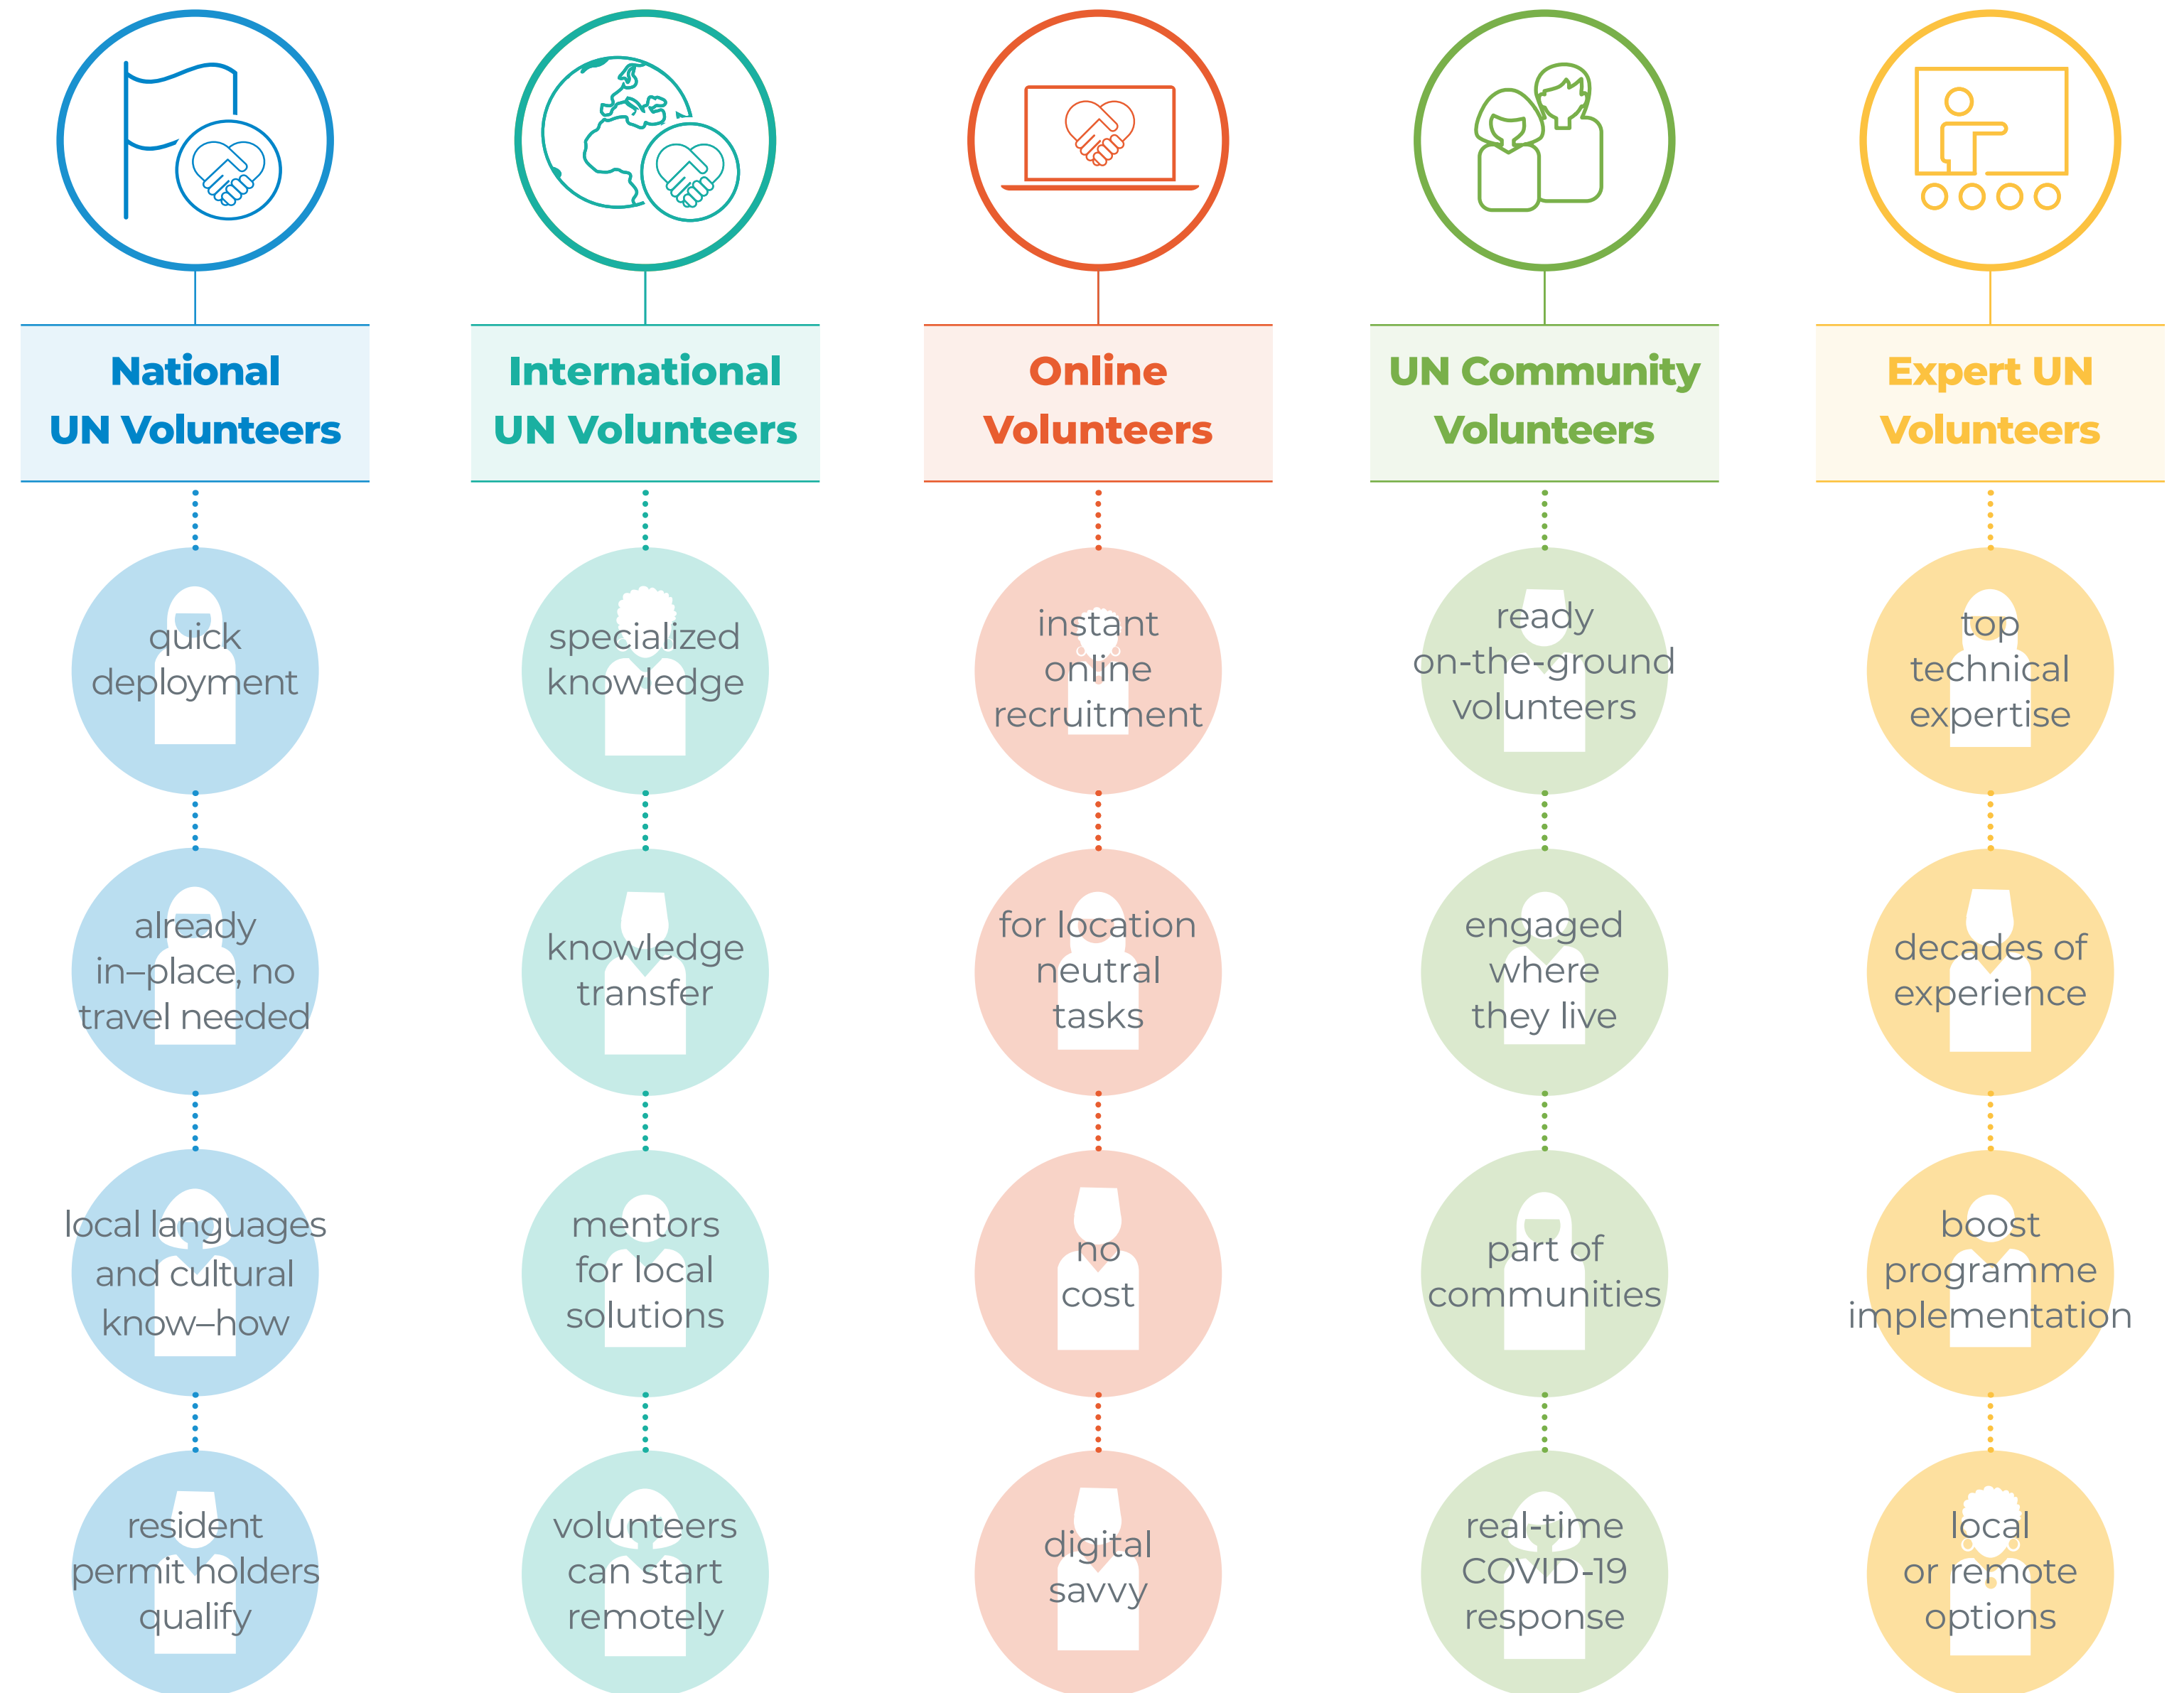 National
UN Volunteers
quick
deployment
already
in–place, no
travel needed
local languages
and cultural
know–how
resident
permit holders
qualify
International
UN Volunteers
specialized
knowledge
knowledge
transfer
mentors
for local
solutions
volunteers
can start
remotely
Online
Volunteers
instant
online
recruitment
for location
neutral
tasks
no
cost
digital
savvy
UN Community
Volunteers
ready
on-the-ground
volunteers
engaged
where
they live
part of
communities
real-time
COVID-19
response
Expert UN
Volunteers
top
technical
expertise
decades of
experience
boost
programme
implementation
local
or remote
options